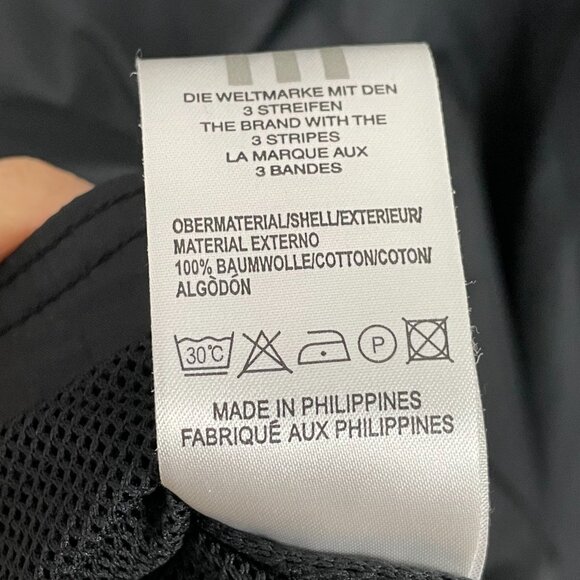 DIE WELTMARKE MIT DEN
3 STREIFEN
THE BRAND WITH THE
3 STRIPES
LA MARQUE AUX
3 BANDES
OBERMATERIAL/SHELL/EXTERIEUR/
MATERIAL EXTERNO
100% BAUMWOLLE/COTTON/COTON/
ALGÒDÓN
30°C P
MADE IN PHILIPPINES
FABRIQUÉ AUX PHILIPPINES